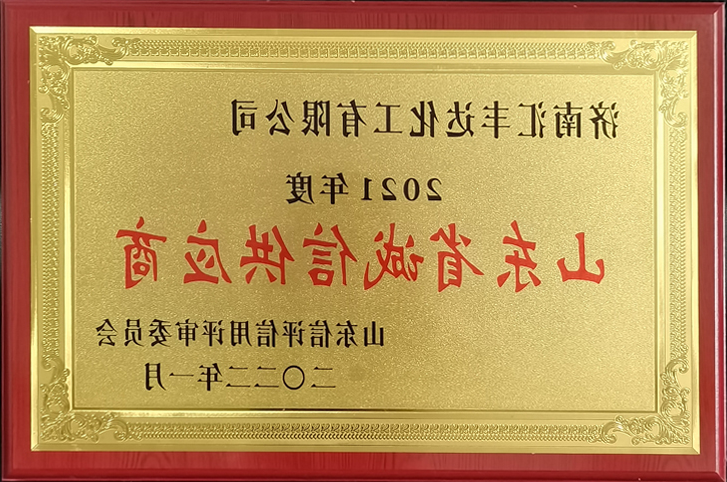 济南汇丰达化工有限公司
2021年度
山东省诚信供应商
山东信评信用评审委员会
二〇二二年一月